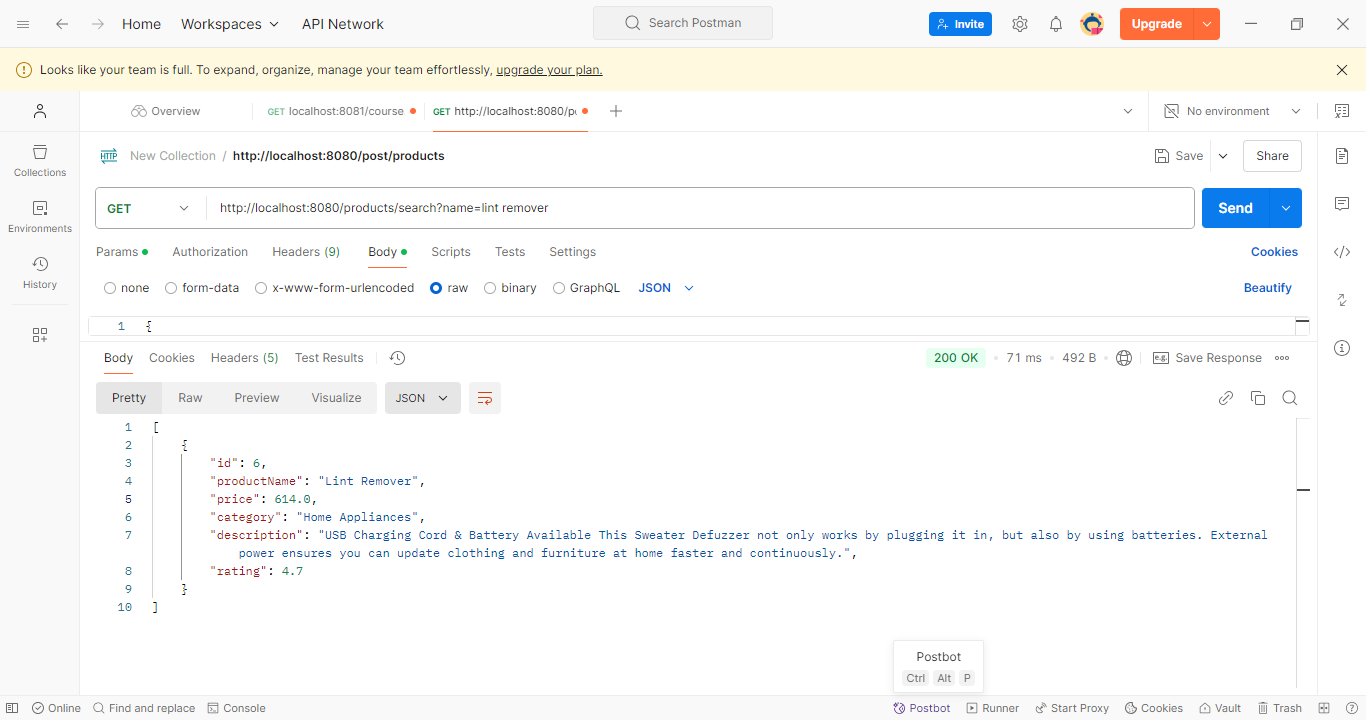 Home Workspaces API Network Search Postman Invite Upgrade
Looks like your team is full. To expand, organize, manage your team effortlessly, upgrade your plan.
Overview GET localhost:8081/course GET http://localhost:8080/p No environment
HTTP New Collection / http://localhost:8080/post/products Save Share
Collections
GET http://localhost:8080/products/search?name=lint remover Send
Environments
Params Authorization Headers (9) Body Scripts Tests Settings Cookies
History
none form-data x-www-form-urlencoded raw binary GraphQL JSON Beautify
1 {
Body Cookies Headers (5) Test Results 200 OK 71 ms 492 B e.g. Save Response
Pretty Raw Preview Visualize JSON
1 [
2 {
3 "id": 6,
4 "productName": "Lint Remover",
5 "price": 614.0,
6 "category": "Home Appliances",
7 "description": "USB Charging Cord & Battery Available This Sweater Defuzzer not only works by plugging it in, but also by using batteries. External
power ensures you can update clothing and furniture at home faster and continuously.",
8 "rating": 4.7
9 }
10 ]
Postbot
Ctrl Alt P
Online Find and replace Console Postbot Runner Start Proxy Cookies Vault Trash